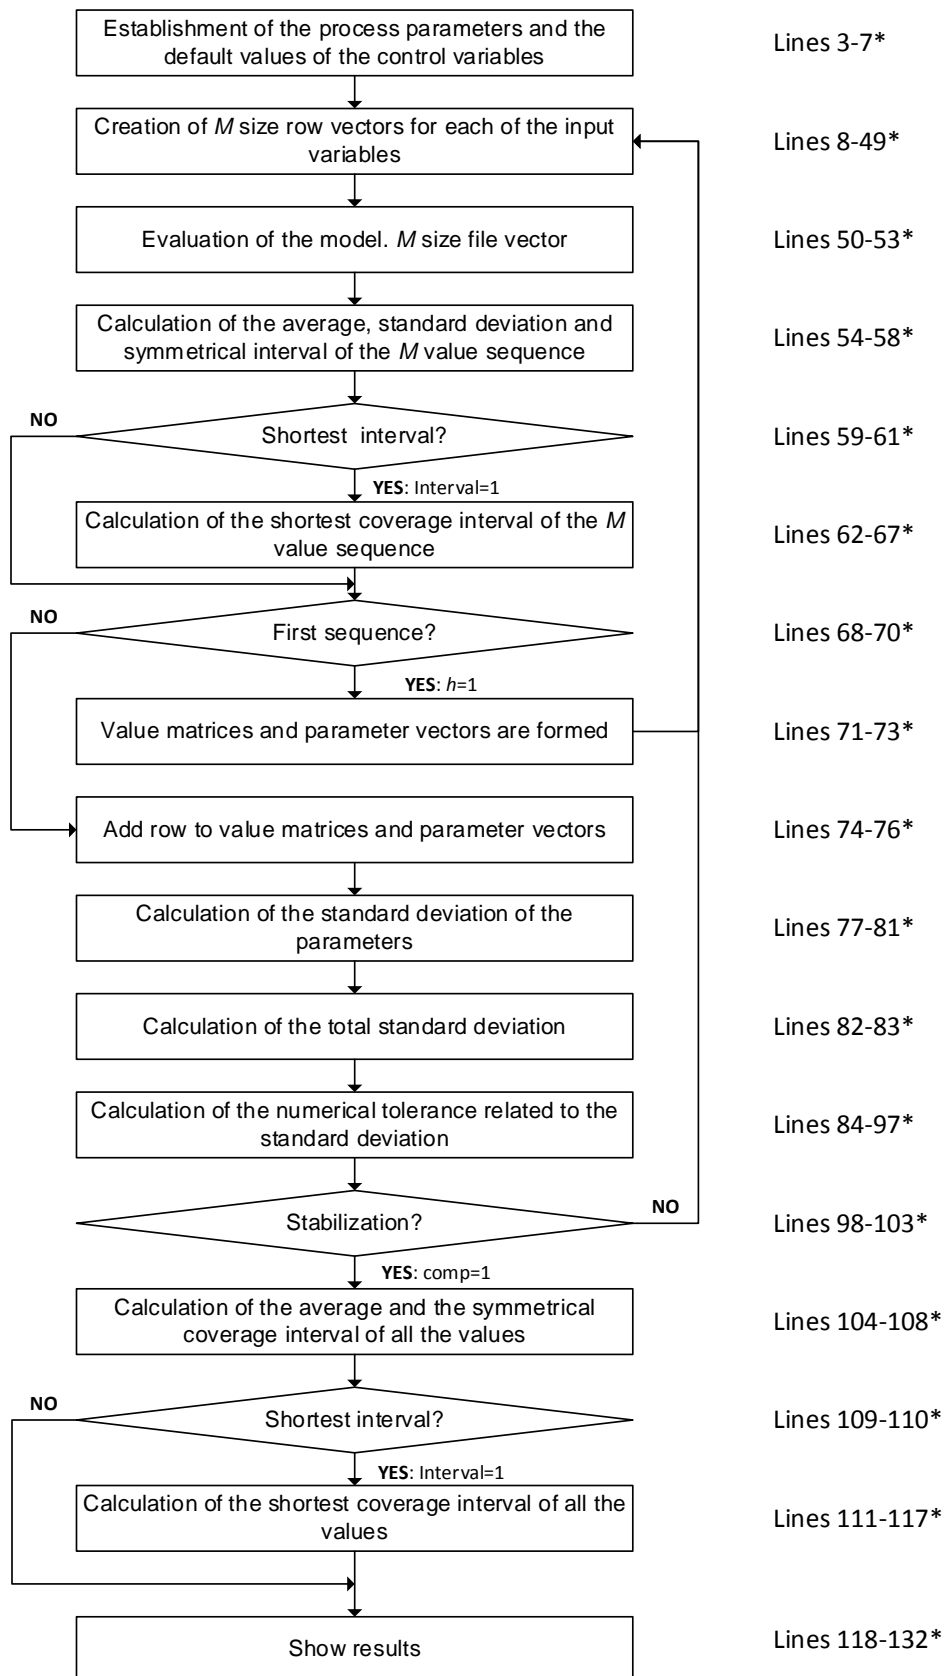 Establishment of the process parameters and the
default values of the control variables
Lines 3-7*
Creation of M size row vectors for each of the input
variables
Lines 8-49*
Evaluation of the model. M size file vector
Lines 50-53*
Calculation of the average, standard deviation and
symmetrical interval of the M value sequence
Lines 54-58*
NO
Shortest interval?
Lines 59-61*
YES: Interval=1
Calculation of the shortest coverage interval of the M
value sequence
Lines 62-67*
NO
First sequence?
Lines 68-70*
YES: h=1
Value matrices and parameter vectors are formed
Lines 71-73*
Add row to value matrices and parameter vectors
Lines 74-76*
Calculation of the standard deviation of the
parameters
Lines 77-81*
Calculation of the total standard deviation
Lines 82-83*
Calculation of the numerical tolerance related to the
standard deviation
Lines 84-97*
Stabilization?
NO
Lines 98-103*
YES: comp=1
Calculation of the average and the symmetrical
coverage interval of all the values
Lines 104-108*
NO
Shortest interval?
Lines 109-110*
YES: Interval=1
Calculation of the shortest coverage interval of all the
values
Lines 111-117*
Show results
Lines 118-132*